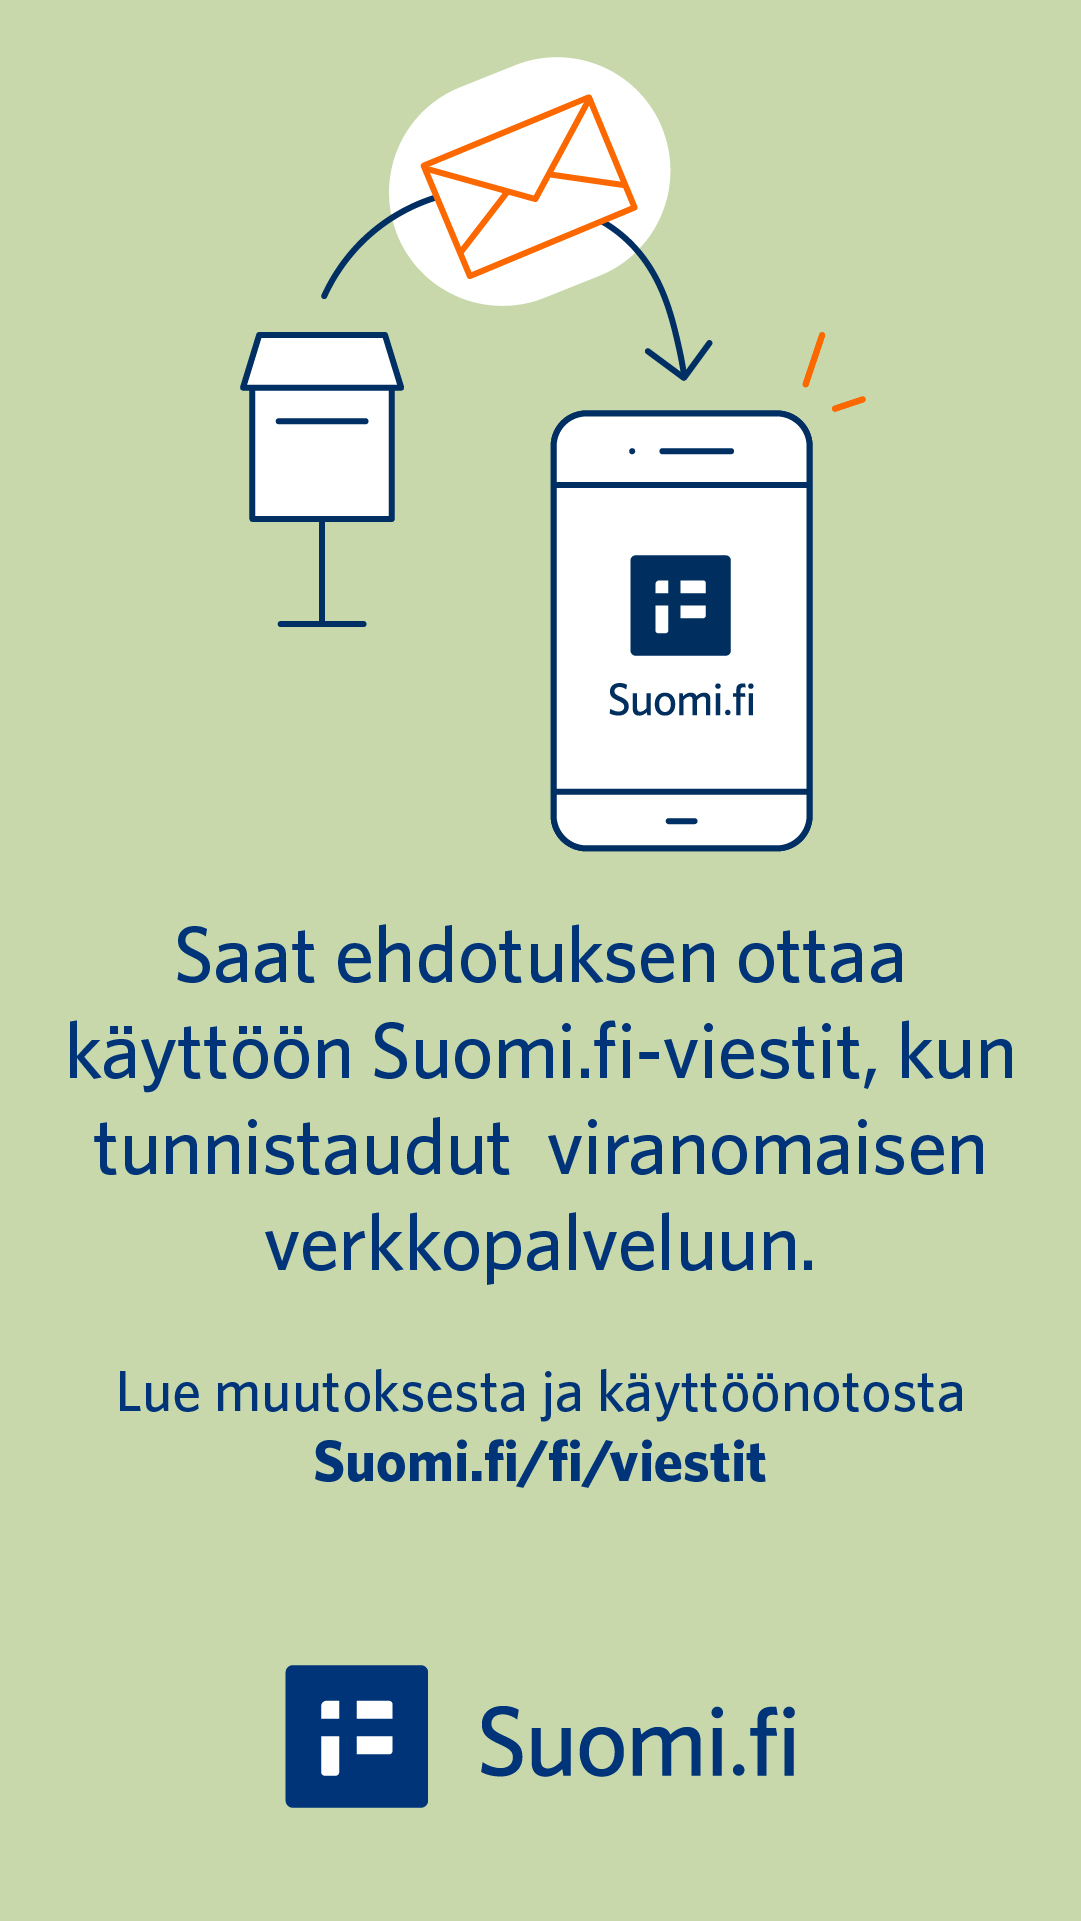 Suomi.fi
Saat ehdotuksen ottaa
käyttöön Suomi.fi-viestit, kun
tunnistaudut  viranomaisen
verkkopalveluun.
Lue muutoksesta ja käyttöönotosta
Suomi.fi/fi/viestit
Suomi.fi